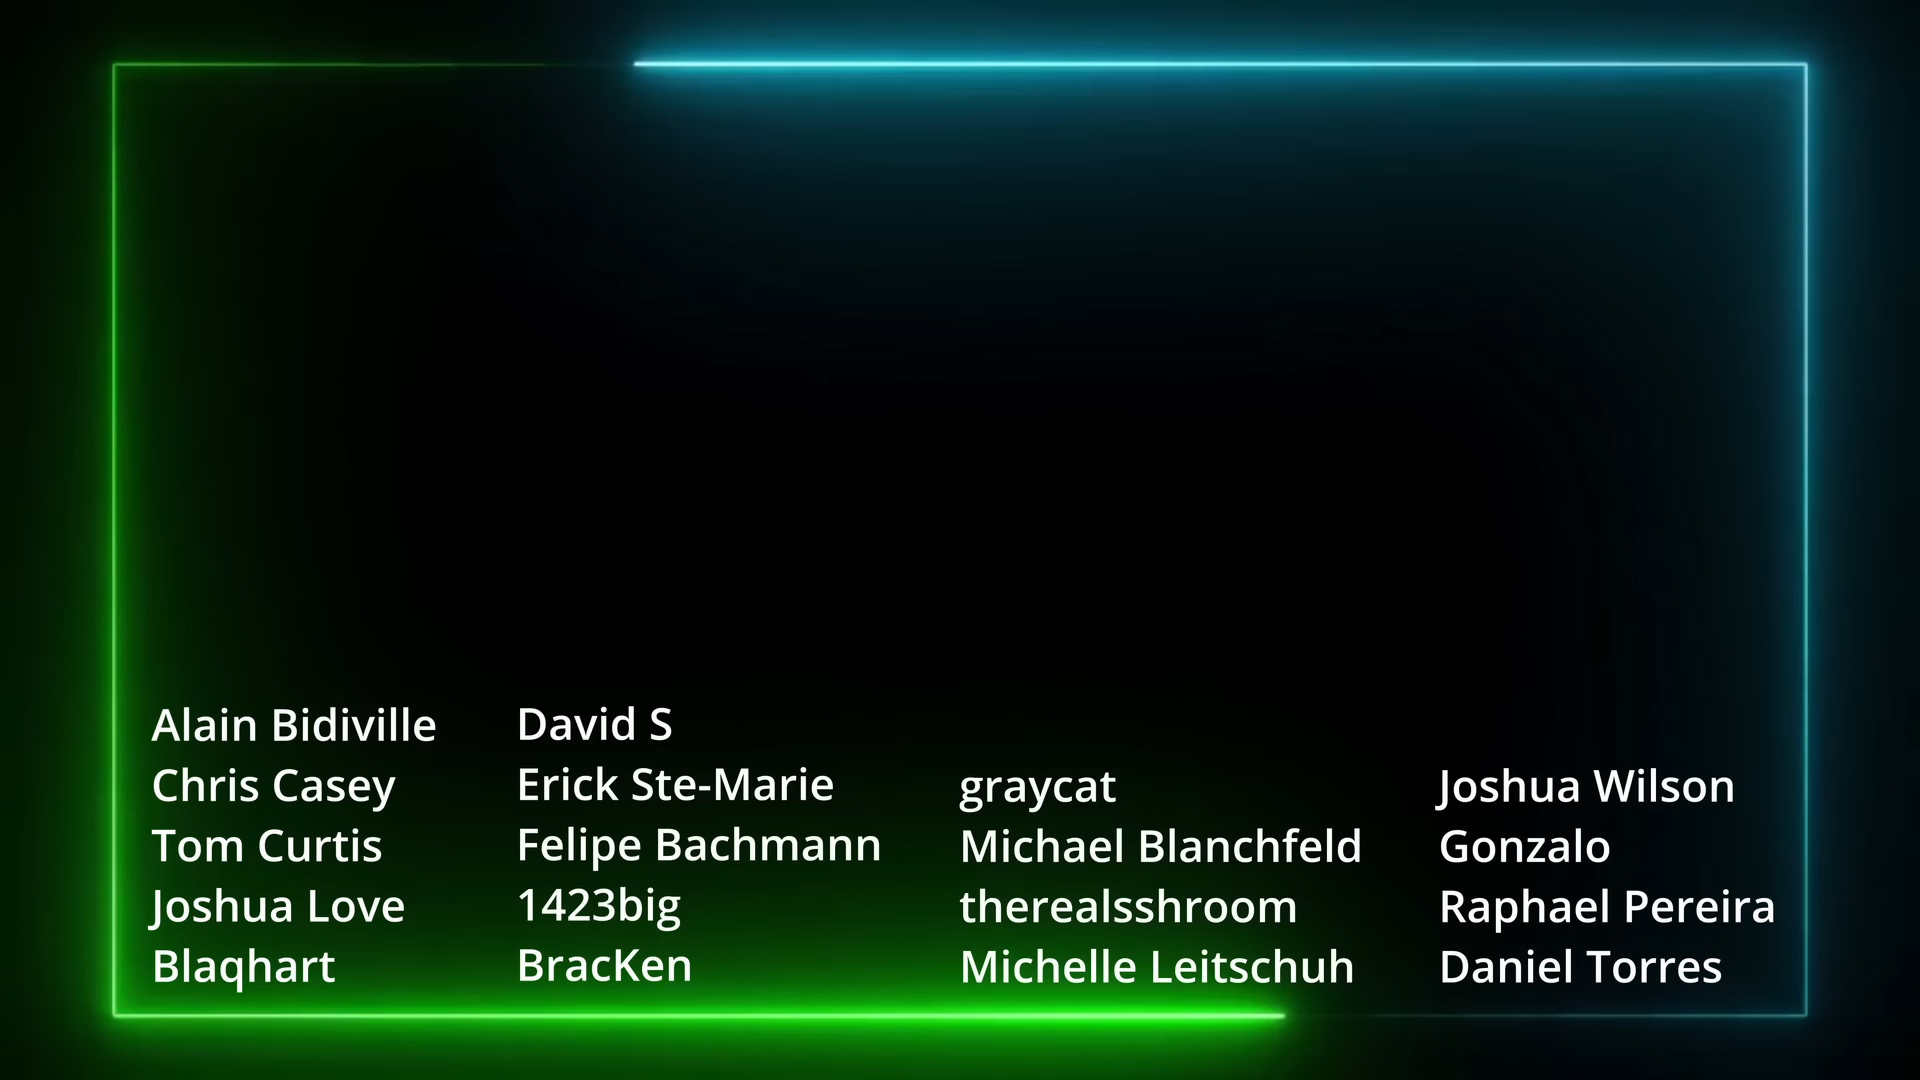 Alain Bidiville
Chris Casey
Tom Curtis
Joshua Love
Blaqhart
David S
Erick Ste-Marie
Felipe Bachmann
1423big
BracKen
graycat
Michael Blanchfeld
therealsshroom
Michelle Leitschuh
Joshua Wilson
Gonzalo
Raphael Pereira
Daniel Torres